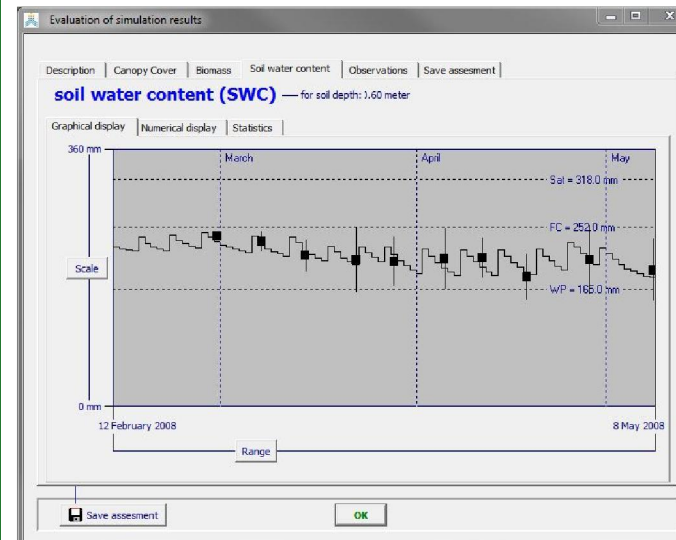 Evaluation of simulation results
Description Canopy Cover Biomass Soil water content Observations Save assesment
soil water content (SWC) — for soil depth: 0.60 meter
Graphical display Numerical display Statistics
360 mm
March April May
Sat = 318.0 mm
FC = 252.0 mm
Scale
WP = 165.0 mm
0 mm
12 February 2008 8 May 2008
Range
Save assesment OK